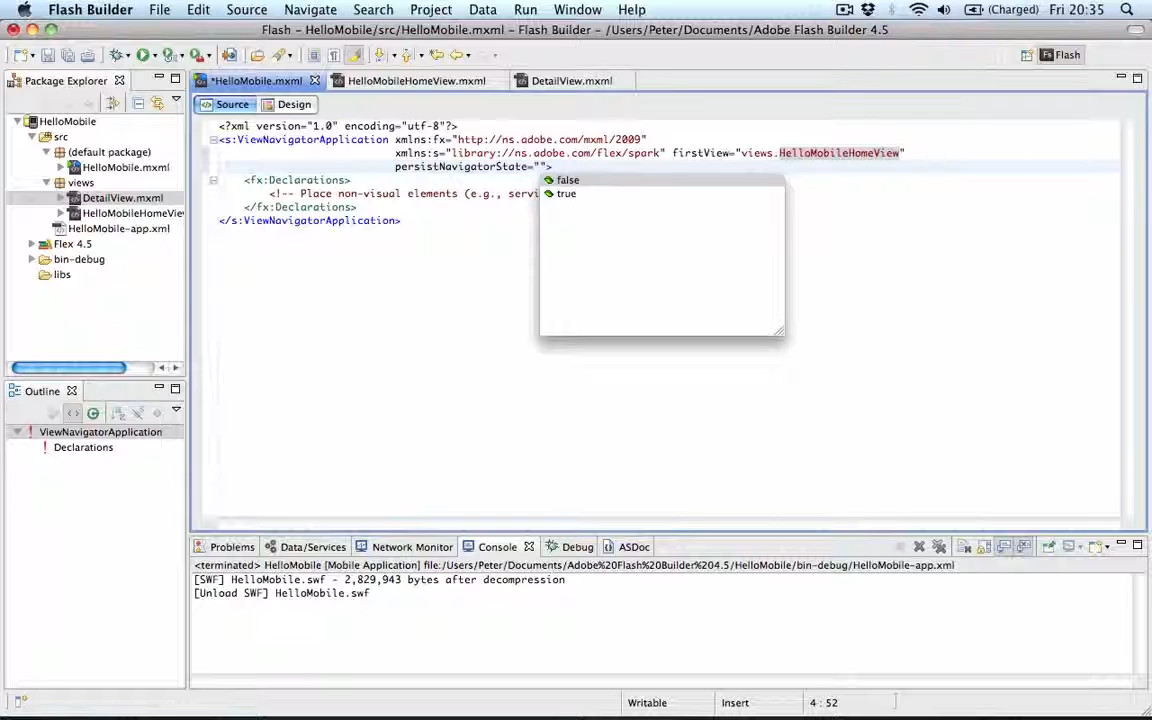 Flash Builder File Edit Source Navigate Search Project Data Run Window Help (Charged) Fri 20:35
Flash – HelloMobile/src/HelloMobile.mxml – Flash Builder – /Users/Peter/Documents/Adobe Flash Builder 4.5
Flash
Package Explorer
*HelloMobile.mxml HelloMobileHomeView.mxml DetailView.mxml
Source Design
HelloMobile
src
(default package)
HelloMobile.mxml
views
DetailView.mxml
HelloMobileHomeVie
HelloMobile-app.xml
Flex 4.5
bin-debug
libs
<?xml version="1.0" encoding="utf-8"?>
<s:ViewNavigatorApplication xmlns:fx="http://ns.adobe.com/mxml/2009"
xmlns:s="library://ns.adobe.com/flex/spark" firstView="views.HelloMobileHomeView"
persistNavigatorState="">
<fx:Declarations>
<!-- Place non-visual elements (e.g., servi
</fx:Declarations>
</s:ViewNavigatorApplication>
false
true
Outline
ViewNavigatorApplication
Declarations
Problems Data/Services Network Monitor Console Debug ASDoc
<terminated> HelloMobile [Mobile Application] file:/Users/Peter/Documents/Adobe%20Flash%20Builder%204.5/HelloMobile/bin-debug/HelloMobile-app.xml
[SWF] HelloMobile.swf - 2,829,943 bytes after decompression
[Unload SWF] HelloMobile.swf
Writable Insert 4 : 52